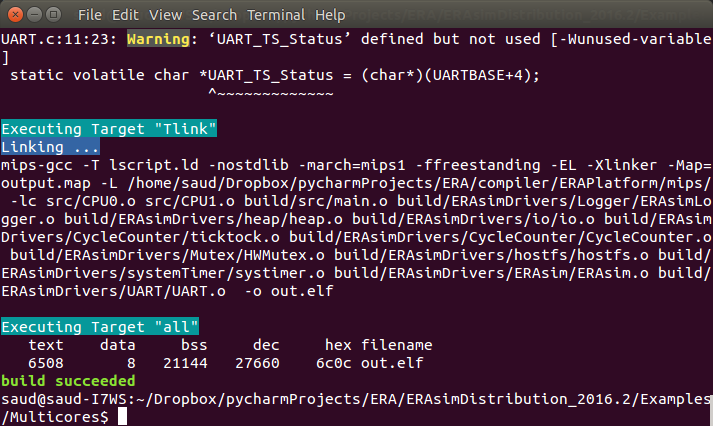 File Edit View Search Terminal Help
UART.c:11:23: Warning: ‘UART_TS_Status’ defined but not used [-Wunused-variable
]
static volatile char *UART_TS_Status = (char*)(UARTBASE+4);
^~~~~~~~~~~~~~
Executing Target "Tlink"
Linking ...
mips-gcc -T lscript.ld -nostdlib -march=mips1 -ffreestanding -EL -Xlinker -Map=
output.map -L /home/saud/Dropbox/pycharmProjects/ERA/compiler/ERAPlatform/mips/
-lc src/CPU0.o src/CPU1.o build/src/main.o build/ERAsimDrivers/Logger/ERAsimLo
gger.o build/ERAsimDrivers/heap/heap.o build/ERAsimDrivers/io/io.o build/ERAsim
Drivers/CycleCounter/ticktock.o build/ERAsimDrivers/CycleCounter/CycleCounter.o
build/ERAsimDrivers/Mutex/HWMutex.o build/ERAsimDrivers/hostfs/hostfs.o build/
ERAsimDrivers/systemTimer/systimer.o build/ERAsimDrivers/ERAsim/ERAsim.o build/
ERAsimDrivers/UART/UART.o  -o out.elf
Executing Target "all"
text data bss dec hex filename
6508 8 21144 27660 6c0c out.elf
build succeeded
saud@saud-I7WS:~/Dropbox/pycharmProjects/ERA/ERAsimDistribution_2016.2/Examples
/Multicores$